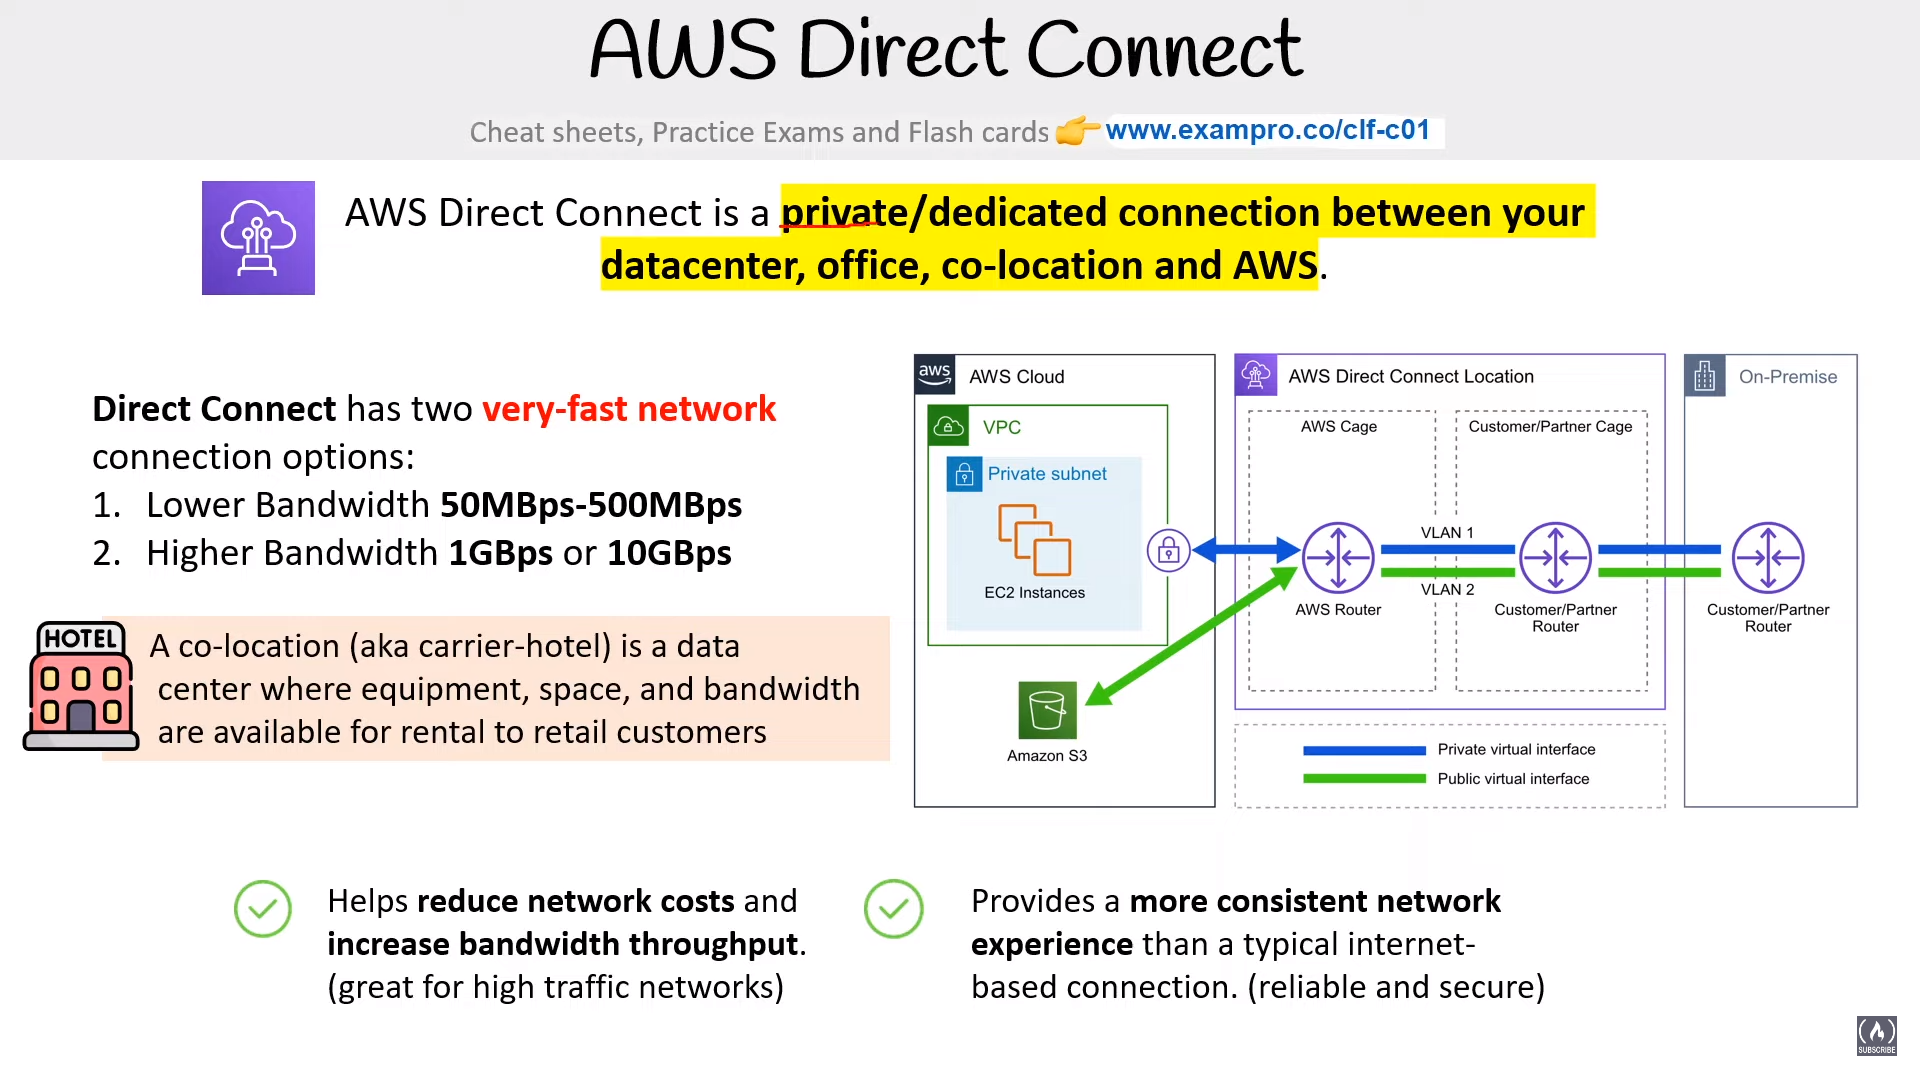 AWS Direct Connect
Cheat sheets, Practice Exams and Flash cards www.exampro.co/clf-c01
AWS Direct Connect is a private/dedicated connection between your
datacenter, office, co-location and AWS.
Direct Connect has two very-fast network
connection options:
1. Lower Bandwidth 50MBps-500MBps
2. Higher Bandwidth 1GBps or 10GBps
HOTEL
A co-location (aka carrier-hotel) is a data
center where equipment, space, and bandwidth
are available for rental to retail customers
aws
AWS Cloud
VPC
Private subnet
EC2 Instances
Amazon S3
AWS Direct Connect Location
AWS Cage
Customer/Partner Cage
VLAN 1
VLAN 2
AWS Router
Customer/Partner
Router
On-Premise
Customer/Partner
Router
Private virtual interface
Public virtual interface
Helps reduce network costs and
increase bandwidth throughput.
(great for high traffic networks)
Provides a more consistent network
experience than a typical internet-
based connection. (reliable and secure)
SUBSCRIBE